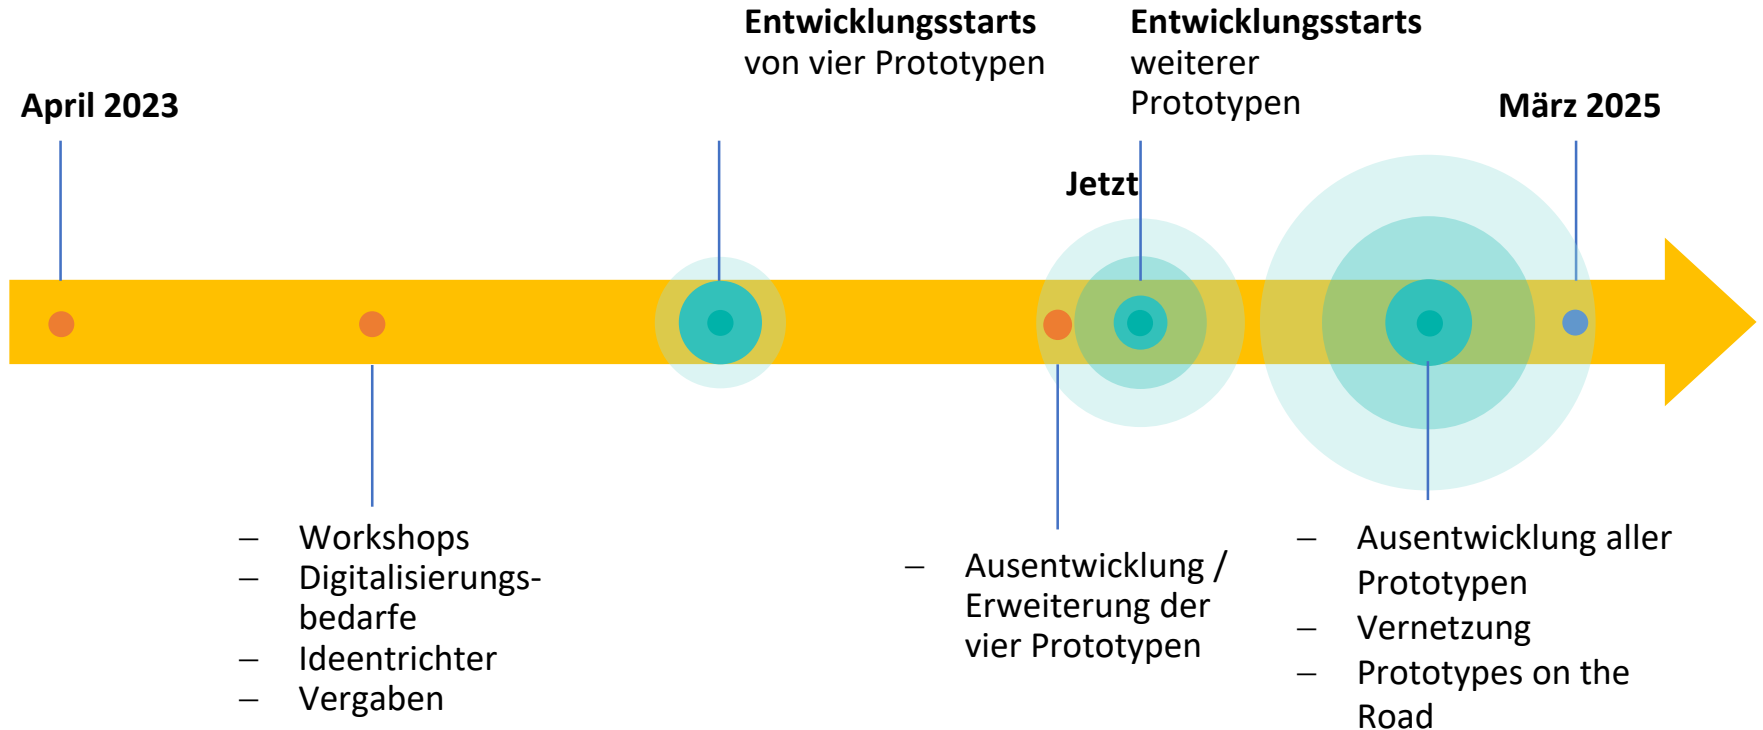 April 2023
Entwicklungsstarts
von vier Prototypen
Entwicklungsstarts
weiterer
Prototypen
März 2025
Jetzt
– Workshops
– Digitalisierungs-
bedarfe
– Ideentrichter
– Vergaben
– Ausentwicklung /
Erweiterung der
vier Prototypen
– Ausentwicklung aller
Prototypen
– Vernetzung
– Prototypes on the
Road